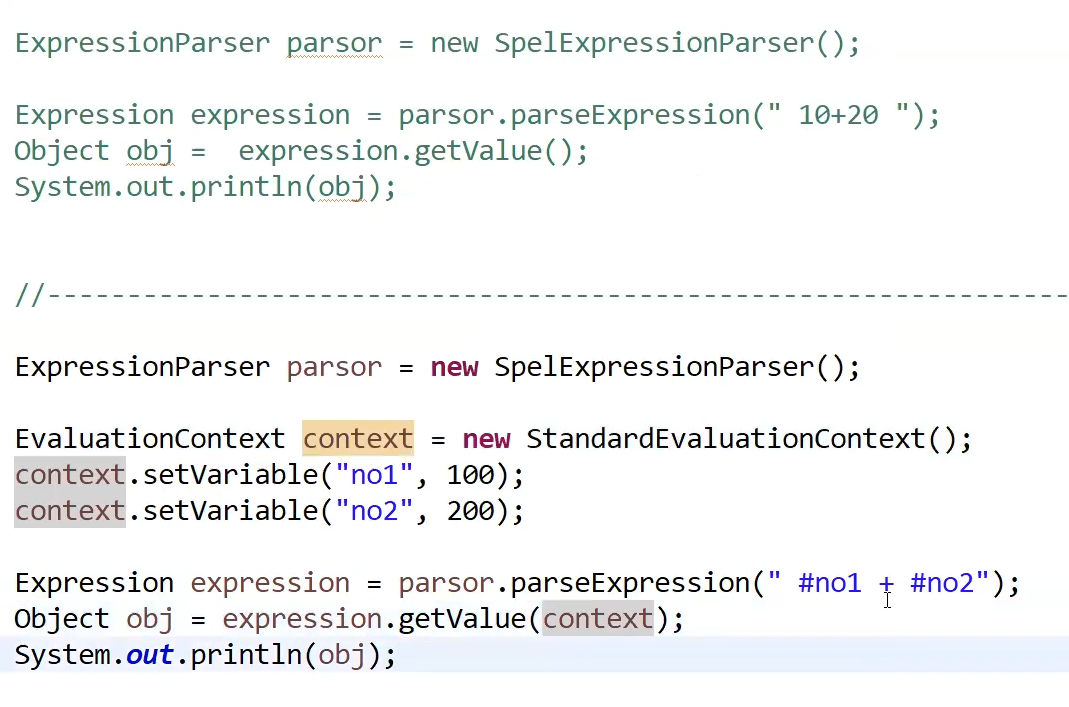 ExpressionParser parsor = new SpelExpressionParser();
Expression expression = parsor.parseExpression(" 10+20 ");
Object obj =  expression.getValue();
System.out.println(obj);
//----------------------------------------------------------------
ExpressionParser parsor = new SpelExpressionParser();
EvaluationContext context = new StandardEvaluationContext();
context.setVariable("no1", 100);
context.setVariable("no2", 200);
Expression expression = parsor.parseExpression(" #no1 + #no2");
Object obj = expression.getValue(context);
System.out.println(obj);